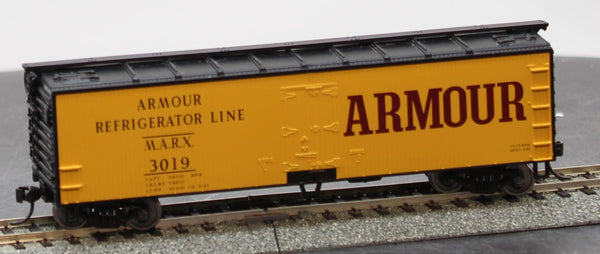 ARMOUR
REFRIGERATOR LINE
M.A.R.X.
3019
ARMOUR